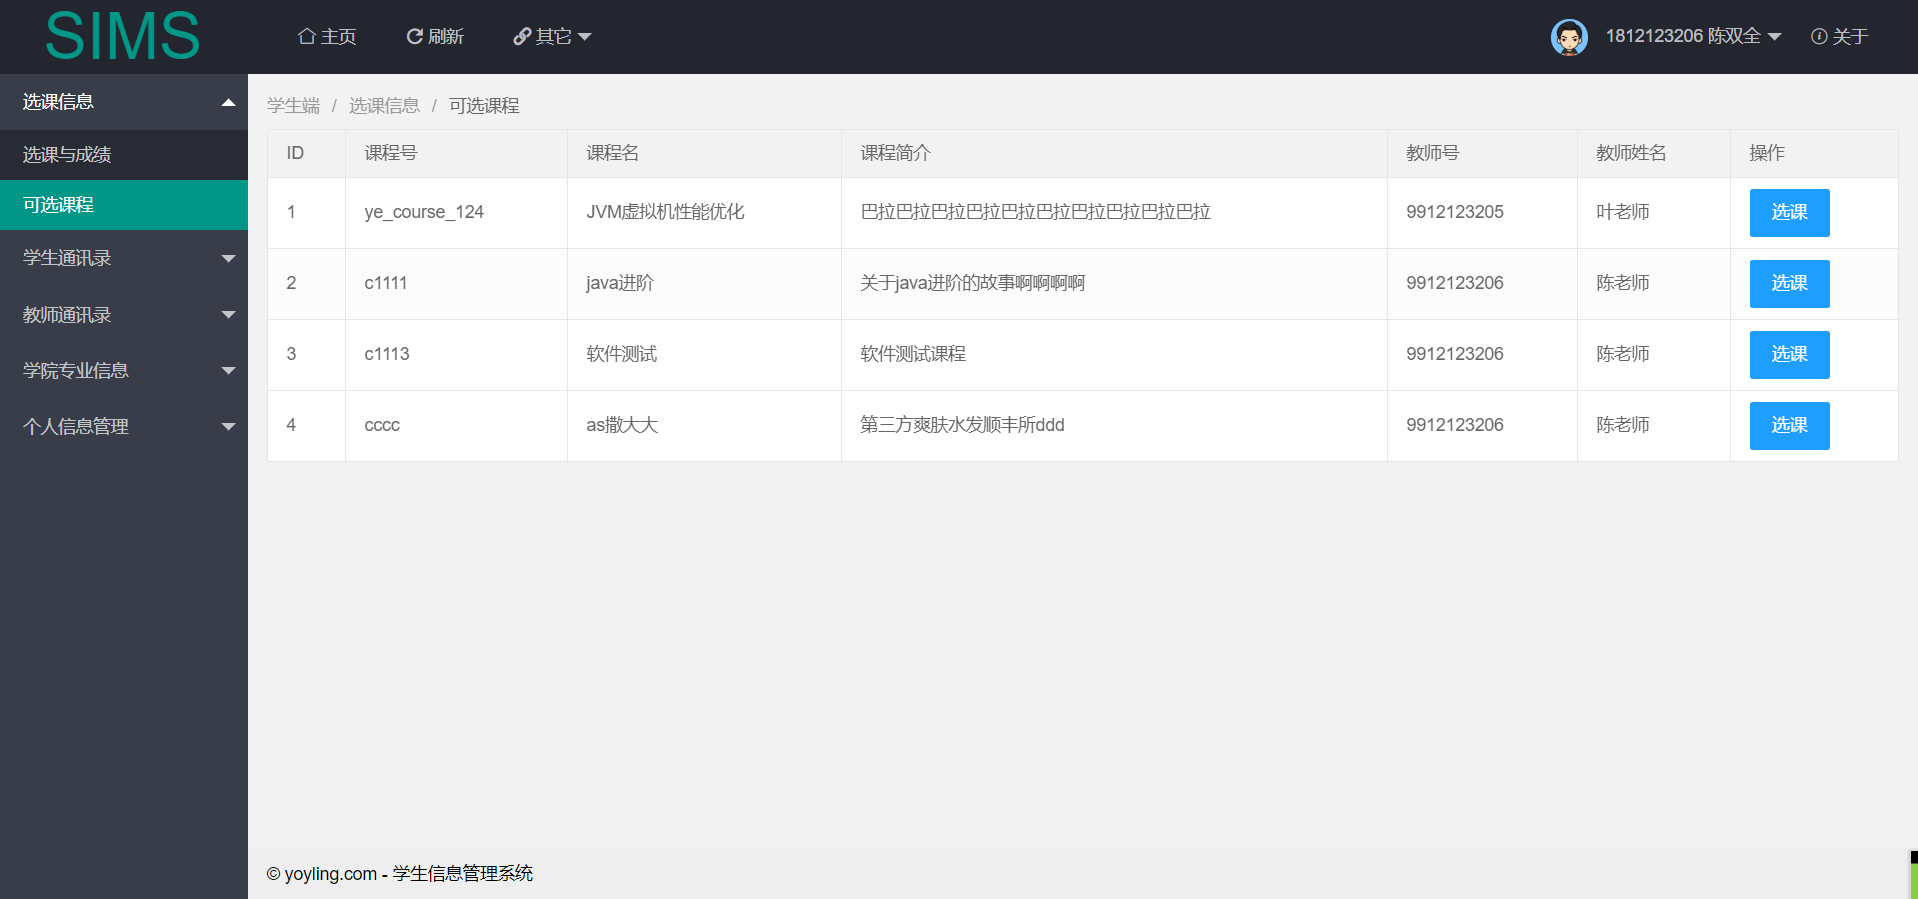 SIMS
主页 刷新 其它
1812123206 陈双全 关于
选课信息
选课与成绩
可选课程
学生通讯录
教师通讯录
学院专业信息
个人信息管理
学生端 / 选课信息 / 可选课程
ID 课程号 课程名 课程简介 教师号 教师姓名 操作
1 ye_course_124 JVM虚拟机性能优化 巴拉巴拉巴拉巴拉巴拉巴拉巴拉巴拉巴拉巴拉 9912123205 叶老师 选课
2 c1111 java进阶 关于java进阶的故事啊啊啊啊 9912123206 陈老师 选课
3 c1113 软件测试 软件测试课程 9912123206 陈老师 选课
4 cccc as撒大大 第三方爽肤水发顺丰所ddd 9912123206 陈老师 选课
© yoyling.com - 学生信息管理系统